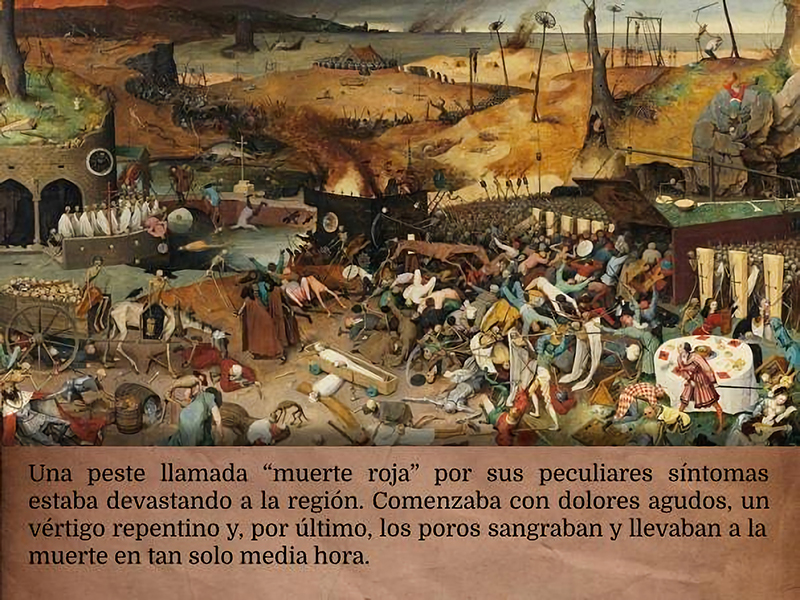 Una peste llamada “muerte roja” por sus peculiares síntomas
estaba devastando a la región. Comenzaba con dolores agudos, un
vértigo repentino y, por último, los poros sangraban y llevaban a la
muerte en tan solo media hora.